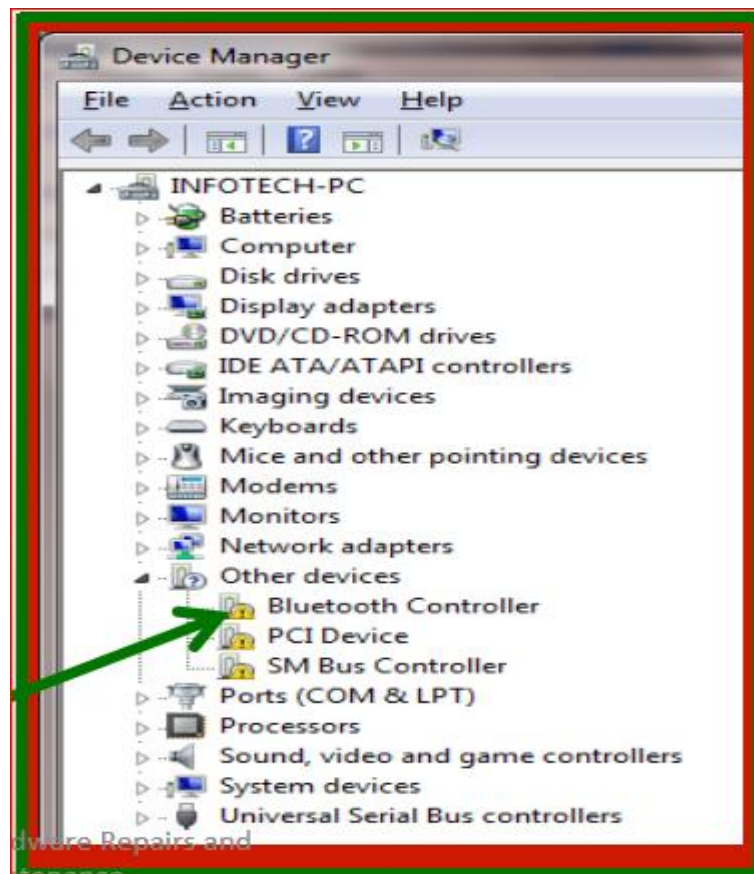 Device Manager
File Action View Help
INFOTECH-PC
Batteries
Computer
Disk drives
Display adapters
DVD/CD-ROM drives
IDE ATA/ATAPI controllers
Imaging devices
Keyboards
Mice and other pointing devices
Modems
Monitors
Network adapters
Other devices
Bluetooth Controller
PCI Device
SM Bus Controller
Ports (COM & LPT)
Processors
Sound, video and game controllers
System devices
Universal Serial Bus controllers
dware Repairs and